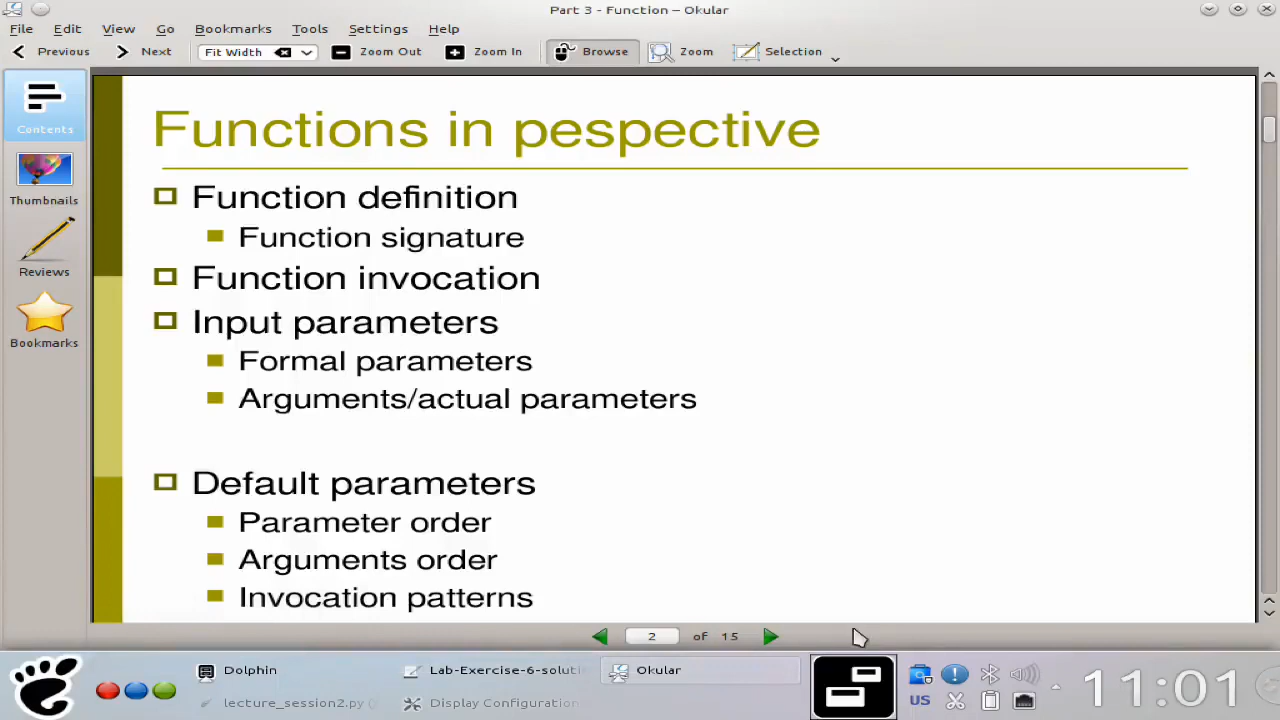 Part 3 - Function – Okular
File Edit View Go Bookmarks Tools Settings Help
Previous Next Fit Width Zoom Out Zoom In Browse Zoom Selection
Contents
Thumbnails
Reviews
Bookmarks
Functions in pespective
Function definition
Function signature
Function invocation
Input parameters
Formal parameters
Arguments/actual parameters
Default parameters
Parameter order
Arguments order
Invocation patterns
2 of 15
Dolphin Lab-Exercise-6-soluti Okular
lecture_session2.py ( Display Configuration
US
11:01